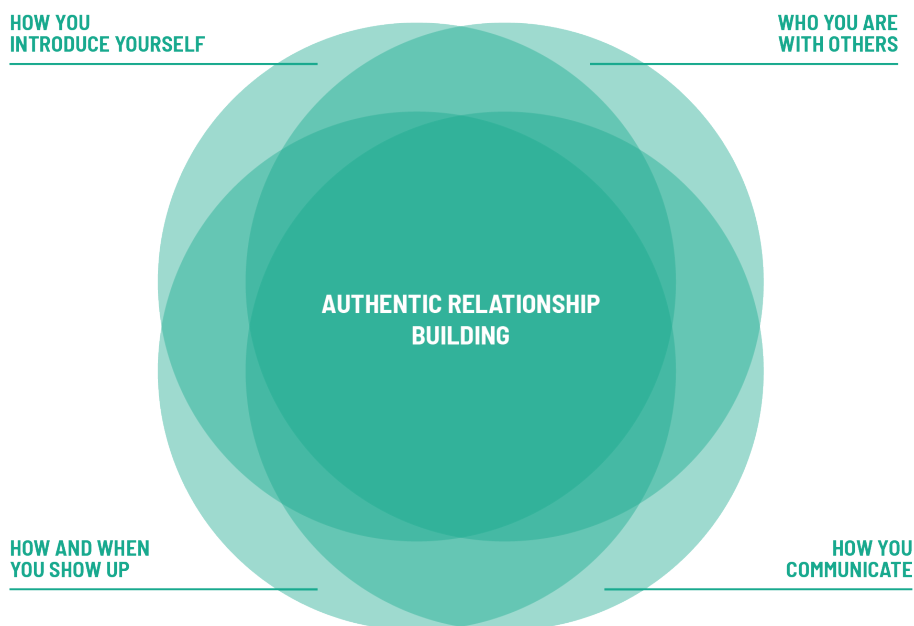 HOW YOU
INTRODUCE YOURSELF
WHO YOU ARE
WITH OTHERS
AUTHENTIC RELATIONSHIP
BUILDING
HOW AND WHEN
YOU SHOW UP
HOW YOU
COMMUNICATE